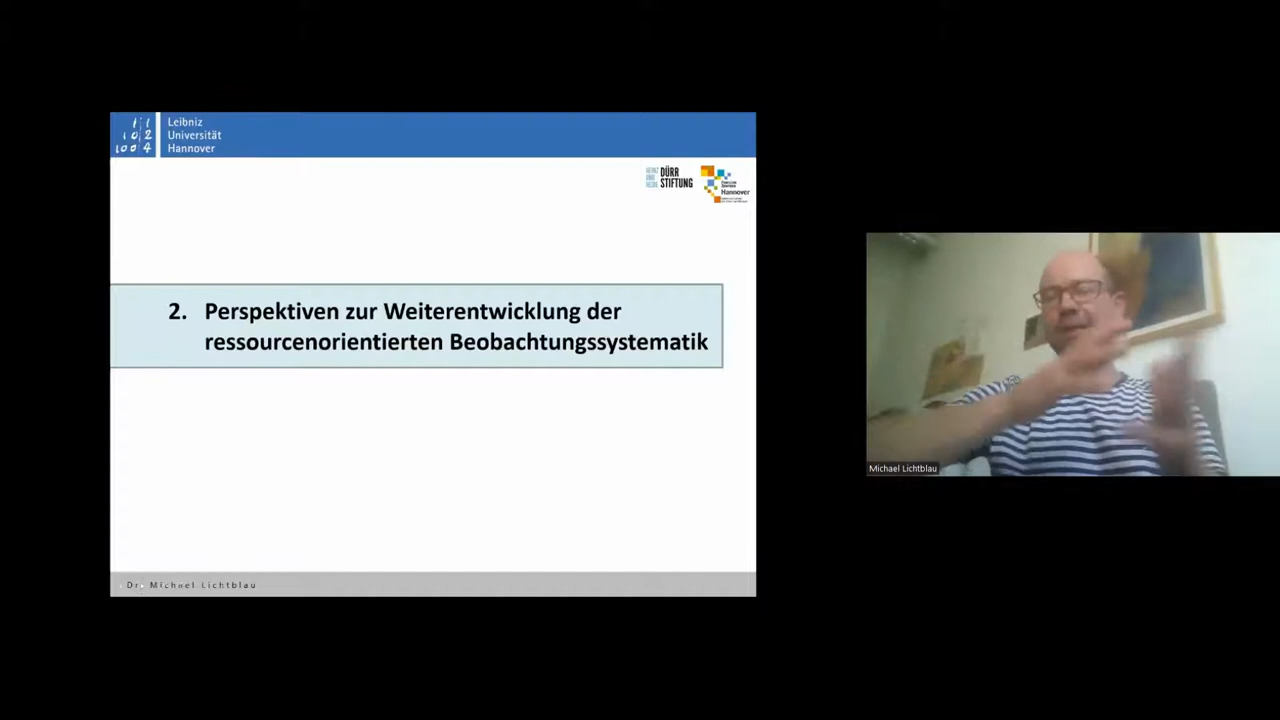 Leibniz
Universität
Hannover
DÜRR
STIFTUNG
Hannover
2. Perspektiven zur Weiterentwicklung der
ressourcenorientierten Beobachtungssystematik
Michael Lichtblau
Dr. Michael Lichtblau